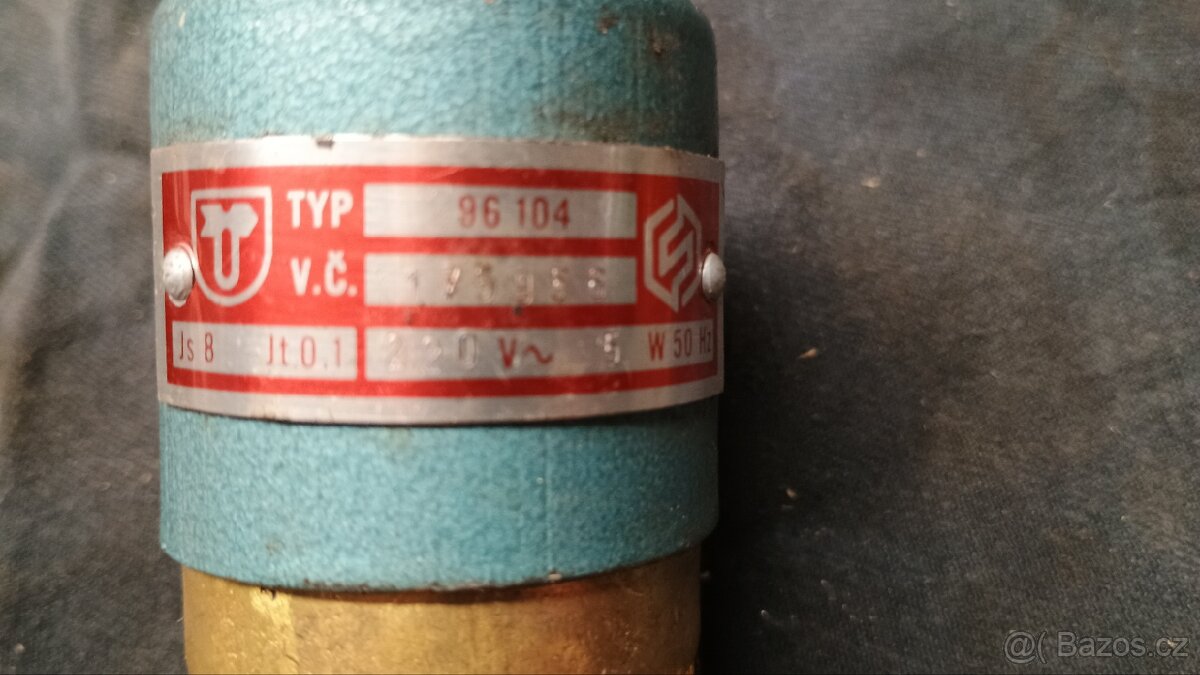 TYP 96 104
V.Č.
Js 8 Jt 0,1 220 V~ 5 W 50 Hz
@( Bazos.cz